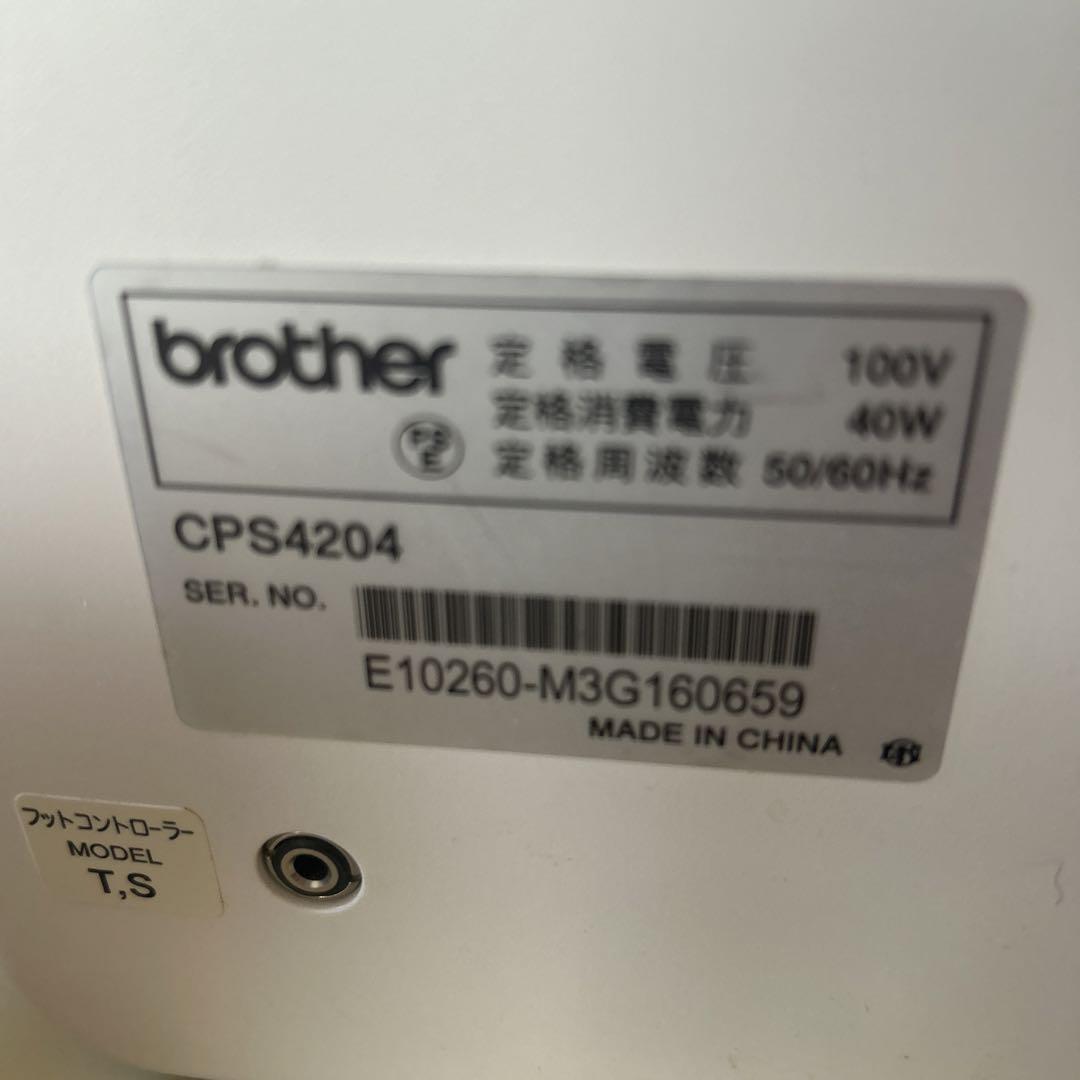 brother
定格電圧 100V
定格消費電力 40W
定格周波数 50/60Hz
PS
E
CPS4204
SER. NO.
E10260-M3G160659
MADE IN CHINA
フットコントローラー
MODEL
T,S